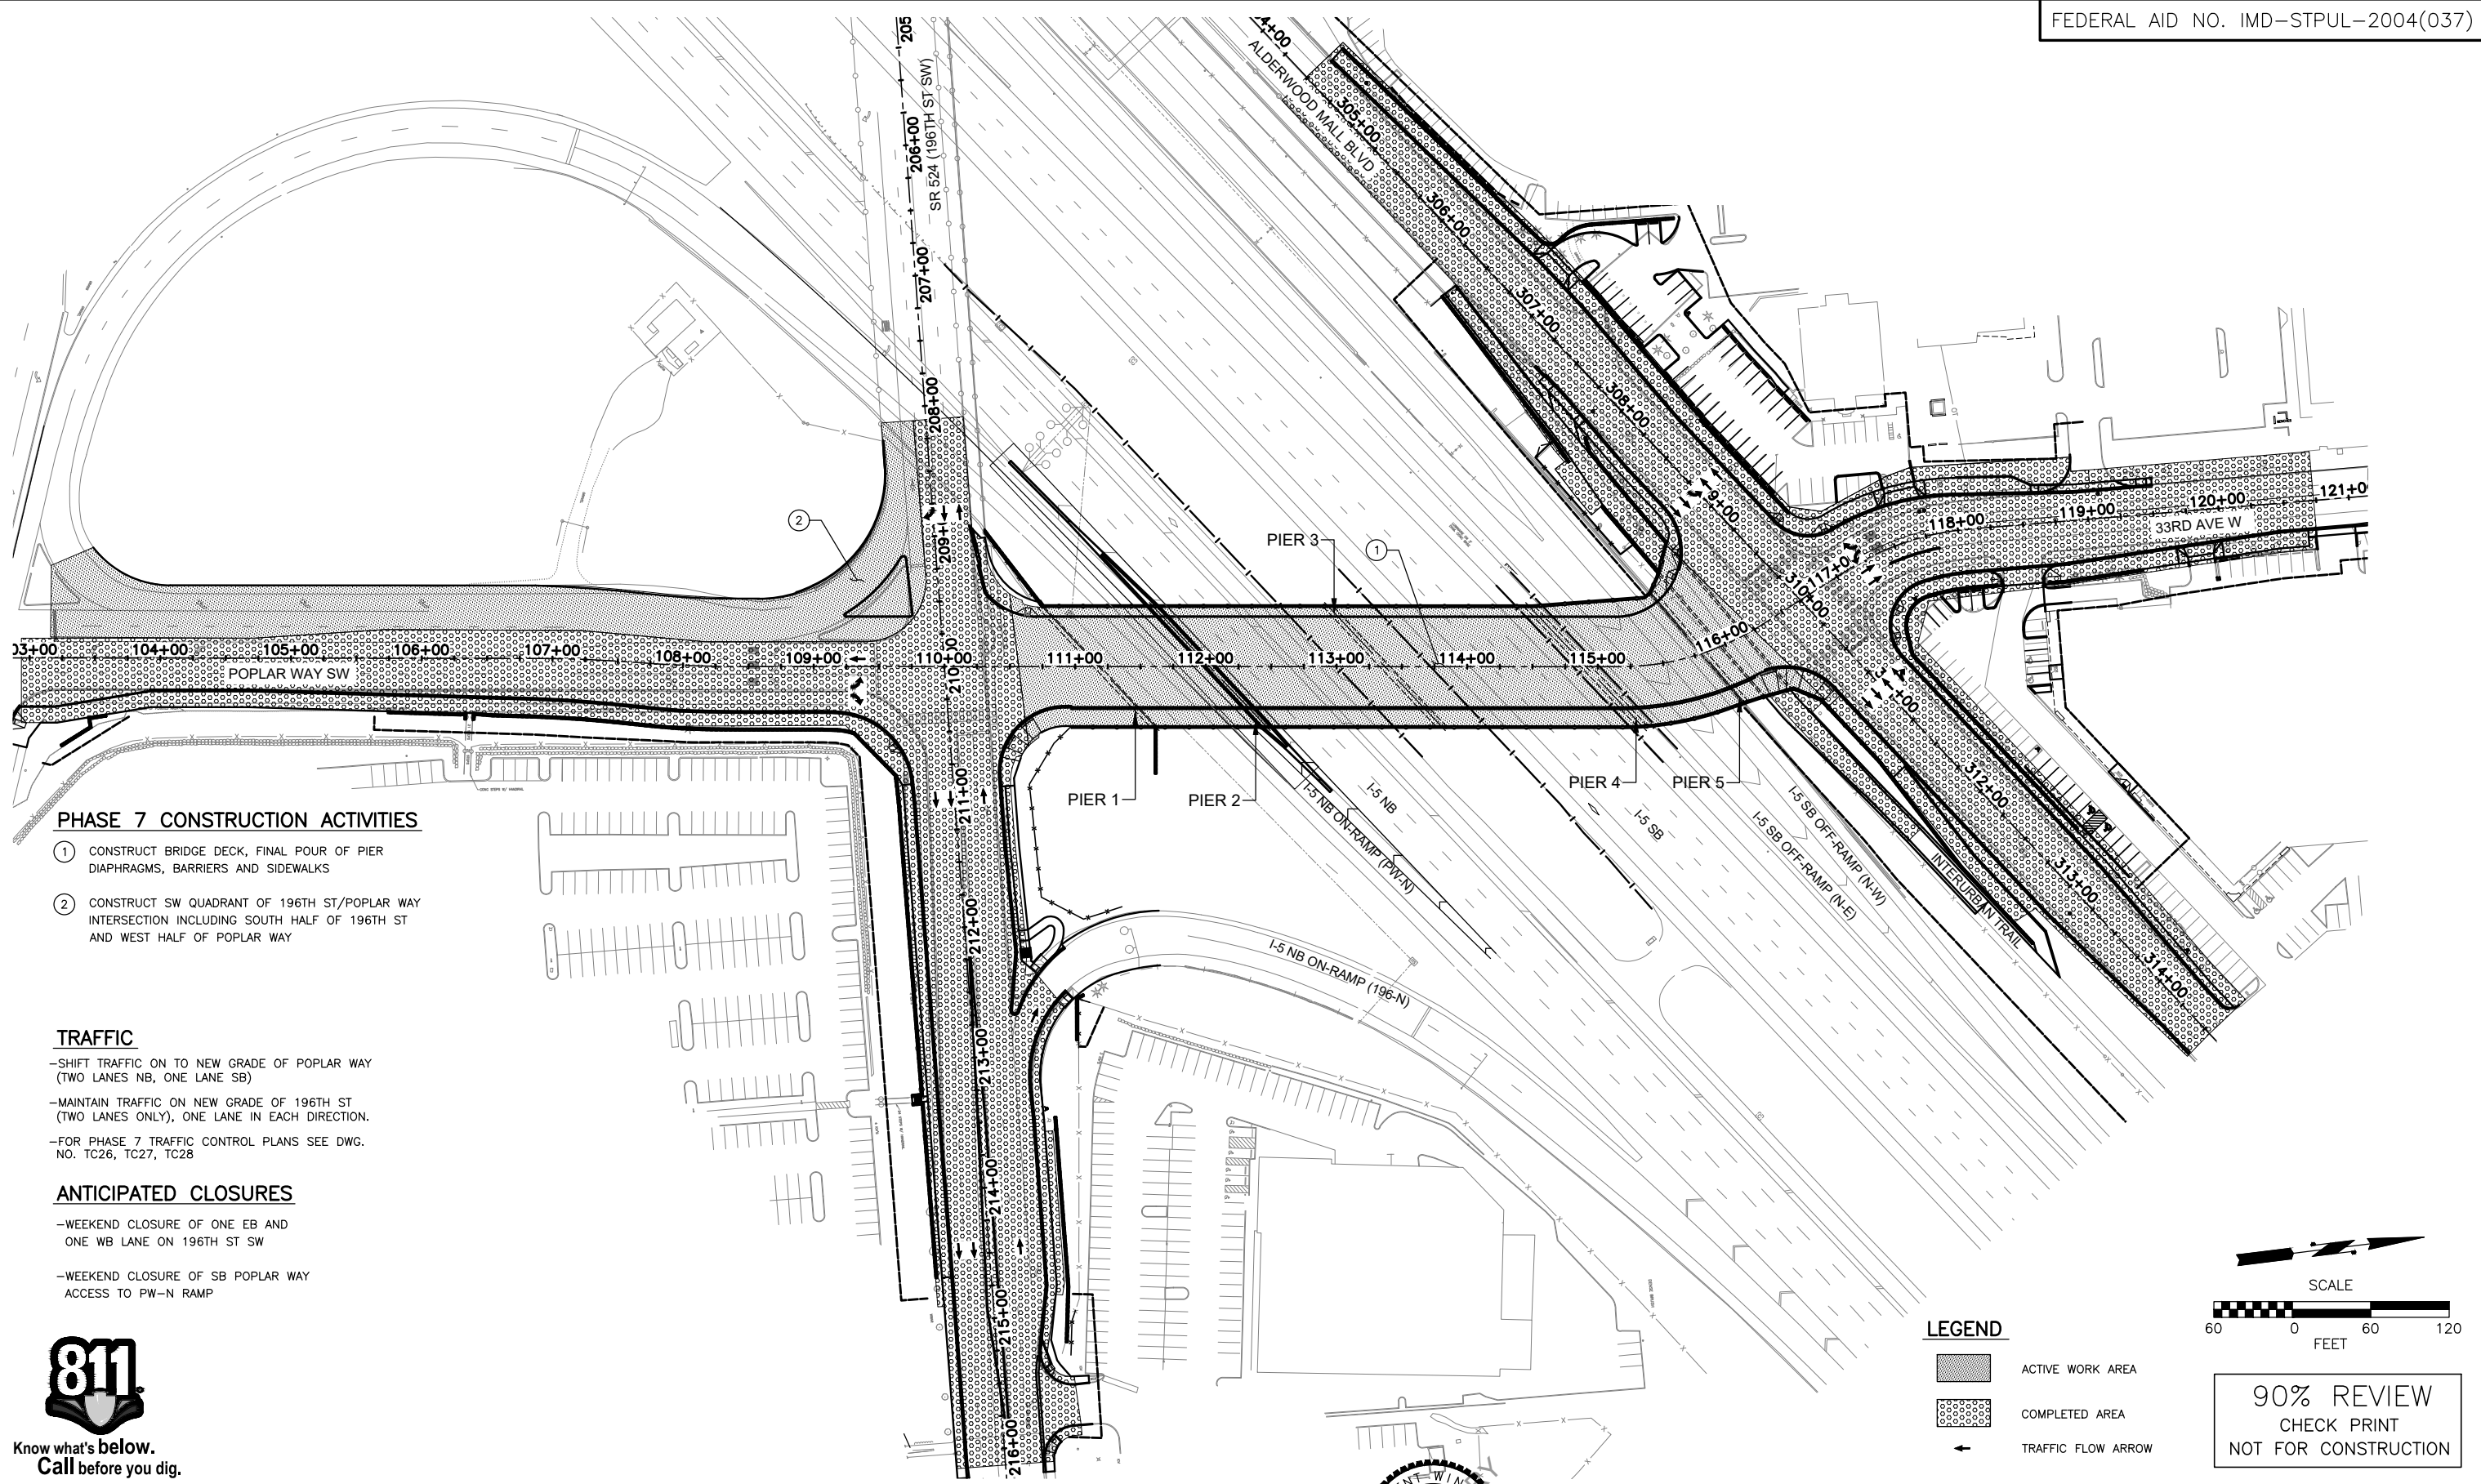 FEDERAL AID NO. IMD-STPUL-2004(037)
205
206+00
207+00
208+00
SR 524 (196TH ST SW)
ALDERWOOD MALL BLVD
305+00
306+00
307+00
308+00
9+00
310+00
312+00
313+00
314+00
03+00
104+00
105+00
106+00
107+00
108+00
109+00
110+00
111+00
112+00
113+00
114+00
115+00
116+00
118+00
119+00
120+00
33RD AVE W
POPLAR WAY SW
2
1
PIER 3
PIER 1
PIER 2
PIER 4
PIER 5
211+00
212+00
213+00
214+00
215+00
216+00
I-5 NB ON-RAMP (PW-N)
I-5 NB
I-5 SB
I-5 SB OFF-RAMP (N-E)
I-5 SB OFF-RAMP (N-W)
INTERURBAN TRAIL
I-5 NB ON-RAMP (196-N)
PHASE 7 CONSTRUCTION ACTIVITIES
1 CONSTRUCT BRIDGE DECK, FINAL POUR OF PIER
DIAPHRAGMS, BARRIERS AND SIDEWALKS
2 CONSTRUCT SW QUADRANT OF 196TH ST/POPLAR WAY
INTERSECTION INCLUDING SOUTH HALF OF 196TH ST
AND WEST HALF OF POPLAR WAY
TRAFFIC
-SHIFT TRAFFIC ON TO NEW GRADE OF POPLAR WAY
(TWO LANES NB, ONE LANE SB)
-MAINTAIN TRAFFIC ON NEW GRADE OF 196TH ST
(TWO LANES ONLY), ONE LANE IN EACH DIRECTION.
-FOR PHASE 7 TRAFFIC CONTROL PLANS SEE DWG.
NO. TC26, TC27, TC28
ANTICIPATED CLOSURES
-WEEKEND CLOSURE OF ONE EB AND
ONE WB LANE ON 196TH ST SW
-WEEKEND CLOSURE OF SB POPLAR WAY
ACCESS TO PW-N RAMP
811
Know what's below.
Call before you dig.
LEGEND
ACTIVE WORK AREA
COMPLETED AREA
TRAFFIC FLOW ARROW
SCALE
60 0 60 120
FEET
90% REVIEW
CHECK PRINT
NOT FOR CONSTRUCTION